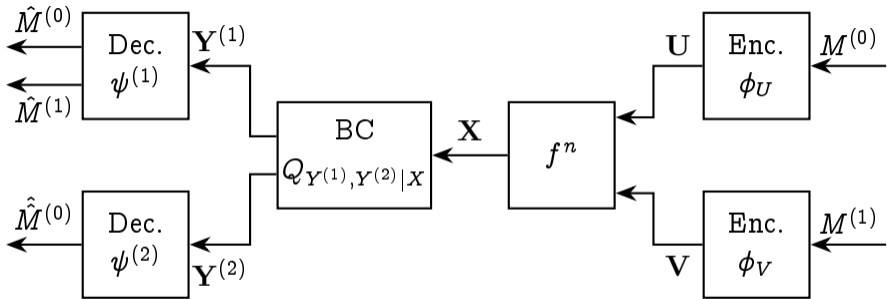 M̂⁽⁰⁾
Dec.
ψ⁽¹⁾
M̂⁽¹⁾
𝐘⁽¹⁾
BC
Q_{Y⁽¹⁾,Y⁽²⁾|X}
𝐗
fⁿ
𝐔
Enc.
ϕ_U
M⁽⁰⁾
M̂̂⁽⁰⁾
Dec.
ψ⁽²⁾
𝐘⁽²⁾
𝐕
Enc.
ϕ_V
M⁽¹⁾